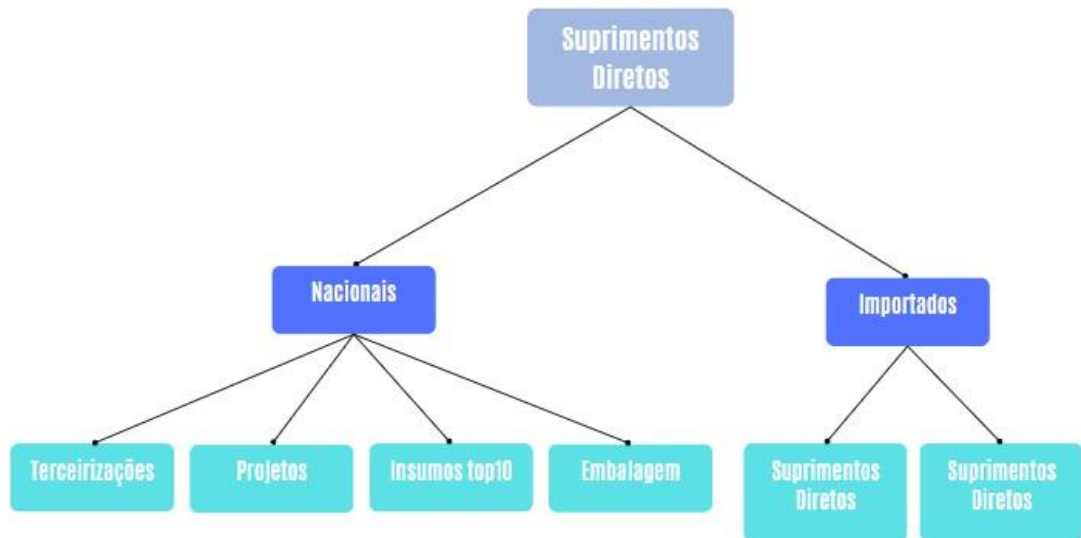 Suprimentos
Diretos
Nacionais
Importados
Terceirizações
Projetos
Insumos top10
Embalagem
Suprimentos
Diretos
Suprimentos
Diretos